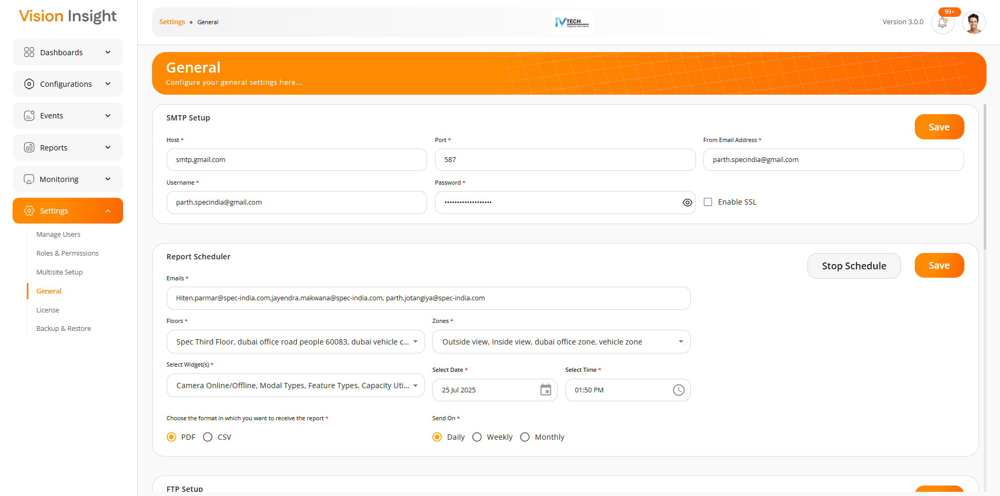 Vision Insight
Settings • General
IV TECH
Progress Into Future
Version 3.0.0
99+
Dashboards
Configurations
Events
Reports
Monitoring
Settings
Manage Users
Roles & Permissions
Multisite Setup
General
License
Backup & Restore
General
Configure your general settings here...
SMTP Setup
Save
Host *
Port *
From Email Address *
smtp.gmail.com
587
parth.specindia@gmail.com
Username *
Password *
parth.specindia@gmail.com
•••••••••••••••••••
Enable SSL
Report Scheduler
Stop Schedule
Save
Emails *
Hiten.parmar@spec-india.com,jayendra.makwana@spec-india.com, parth.jotangiya@spec-india.com
Floors *
Zones *
Spec Third Floor, dubai office road people 60083, dubai vehicle c...
Outside view, Inside view, dubai office zone, vehicle zone
Select Widget(s) *
Select Date *
Select Time *
Camera Online/Offline, Modal Types, Feature Types, Capacity Uti...
25 Jul 2025
01:50 PM
Choose the format in which you want to receive the report *
Send On *
PDF
CSV
Daily
Weekly
Monthly
FTP Setup